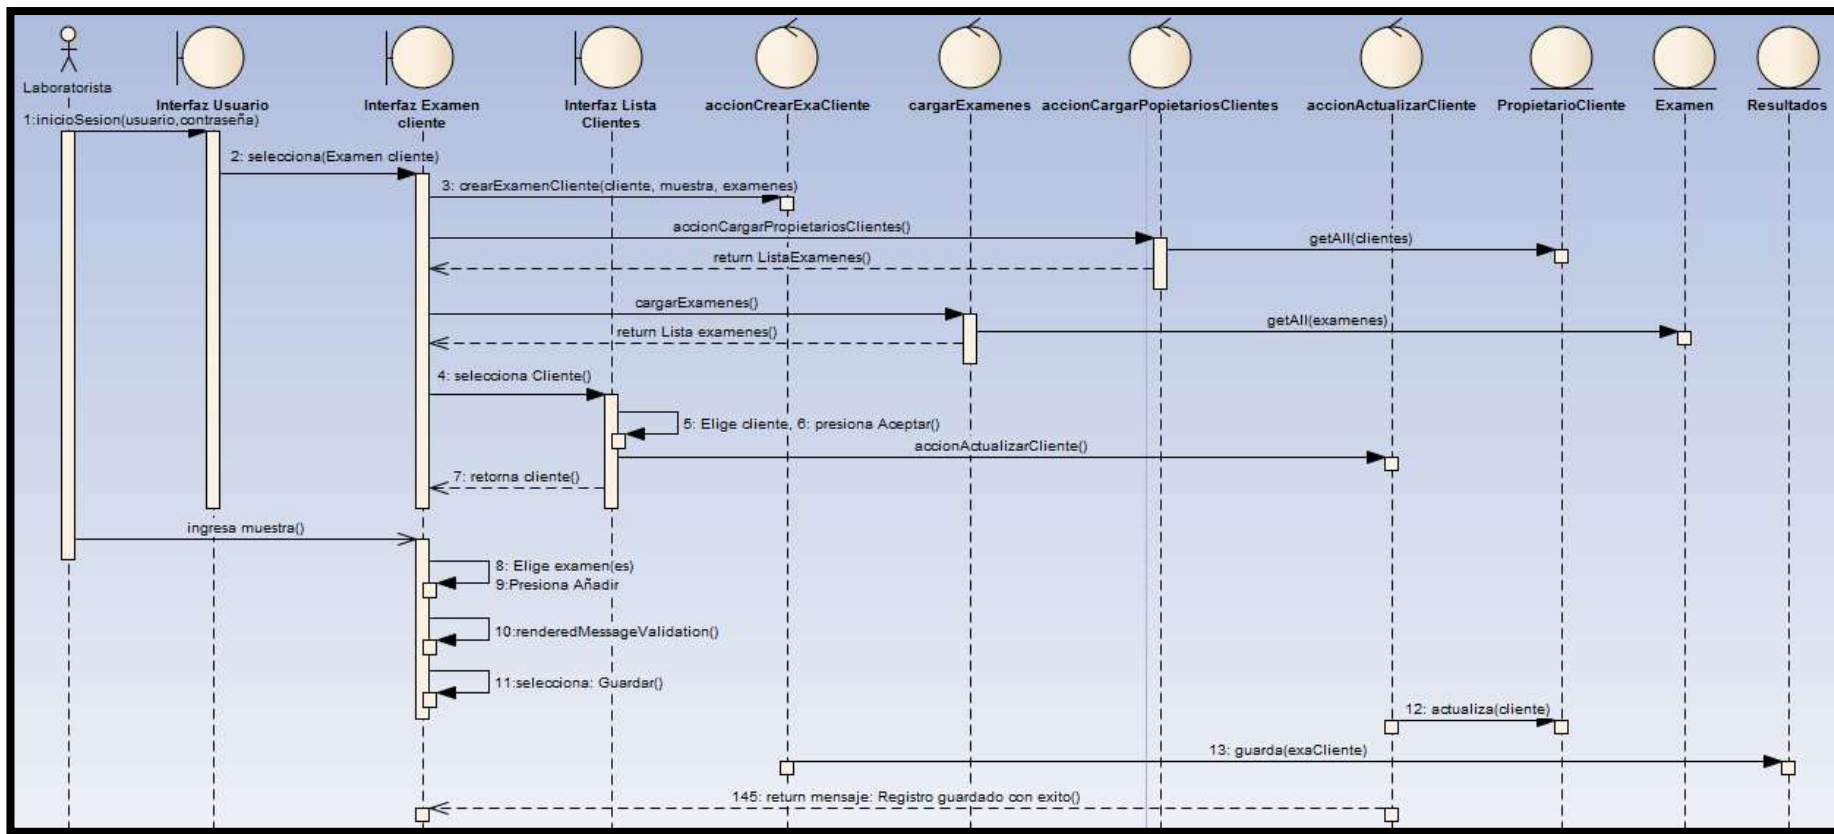 Laboratorista
Interfaz Usuario
Interfaz Examen
cliente
Interfaz Lista
Clientes
accionCrearExaCliente
cargarExamenes
accionCargarPopietariosClientes
accionActualizarCliente
PropietarioCliente
Examen
Resultados
1:inicioSesion(usuario,contraseña)
2: selecciona(Examen cliente)
3: crearExamenCliente(cliente, muestra, examenes)
accionCargarPropietariosClientes()
getAll(clientes)
return ListaExamenes()
cargarExamenes()
getAll(examenes)
return Lista examenes()
4: selecciona Cliente()
5: Elige cliente, 6: presiona Aceptar()
accionActualizarCliente()
7: retorna cliente()
ingresa muestra()
8: Elige examen(es)
9:Presiona Añadir
10:renderedMessageValidation()
11:selecciona: Guardar()
12: actualiza(cliente)
13: guarda(exaCliente)
145: return mensaje: Registro guardado con exito()